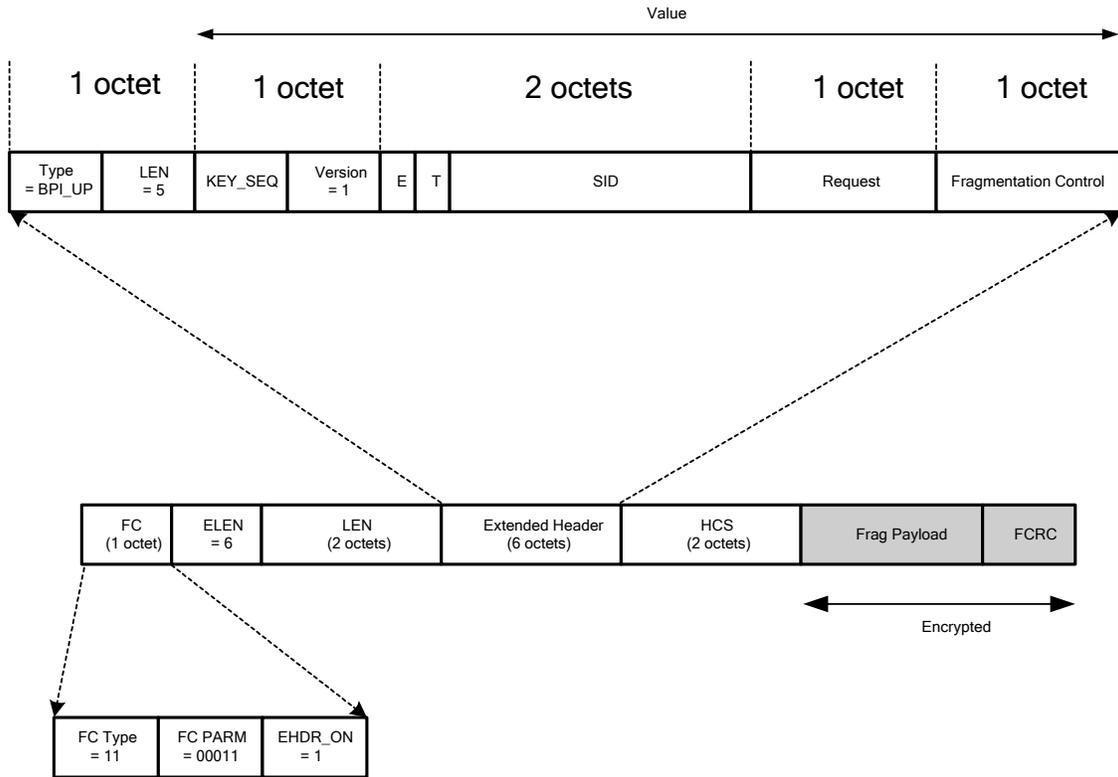 Value
1 octet
1 octet
2 octets
1 octet
1 octet
Type
= BPI_UP
LEN
= 5
KEY_SEQ
Version
= 1
E
T
SID
Request
Fragmentation Control
FC
(1 octet)
ELEN
= 6
LEN
(2 octets)
Extended Header
(6 octets)
HCS
(2 octets)
Frag Payload
FCRC
Encrypted
FC Type
= 11
FC PARM
= 00011
EHDR_ON
= 1